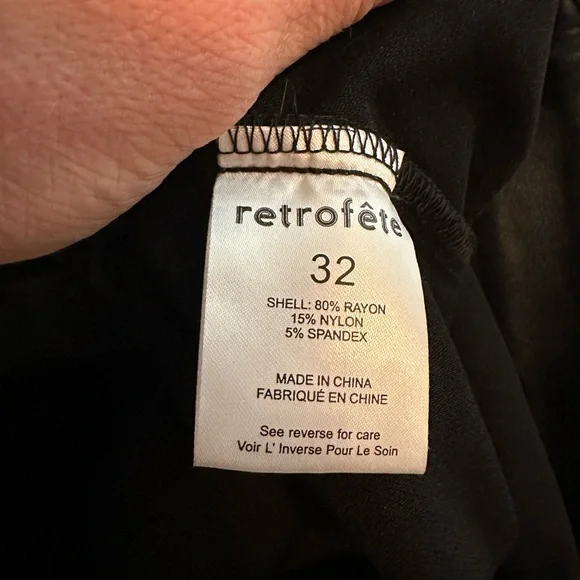 retrofête
32
SHELL: 80% RAYON
15% NYLON
5% SPANDEX
MADE IN CHINA
FABRIQUÉ EN CHINE
See reverse for care
Voir L' Inverse Pour Le Soin